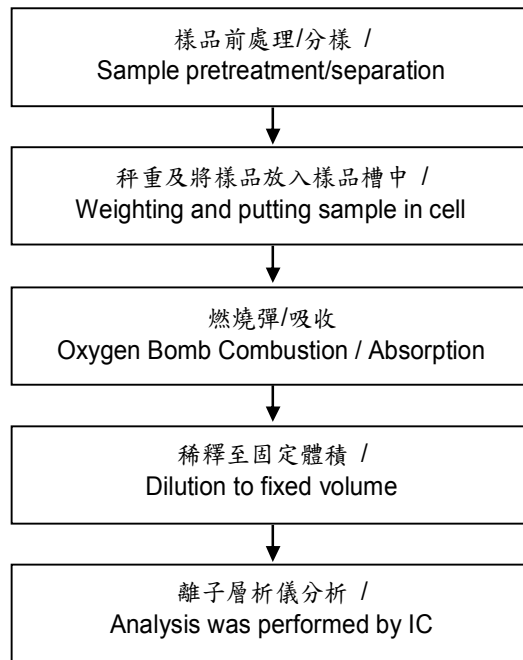 樣品前處理/分樣 /
Sample pretreatment/separation
秤重及將樣品放入樣品槽中 /
Weighting and putting sample in cell
燃燒彈/吸收
Oxygen Bomb Combustion / Absorption
稀釋至固定體積 /
Dilution to fixed volume
離子層析儀分析 /
Analysis was performed by IC